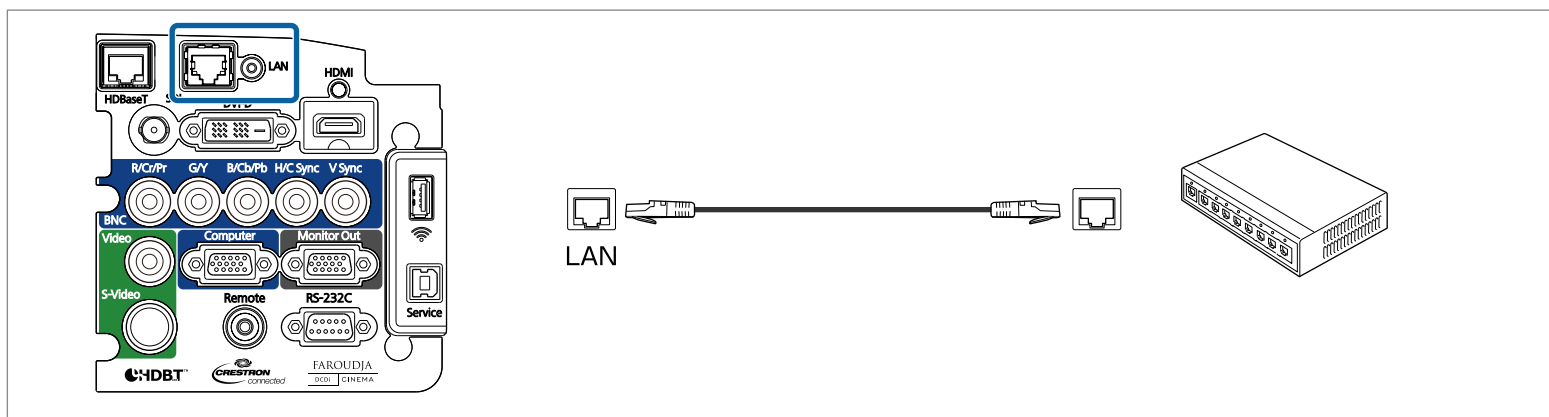 LAN
HDMI
HDBaseT
R/Cr/Pr G/Y B/Cb/Pb H/C Sync V Sync
BNC
Video
Computer
Monitor Out
S-Video
Remote
RS-232C
Service
HDBT™
CRESTRON
connected
FAROUDJA
DCDi CINEMA
LAN